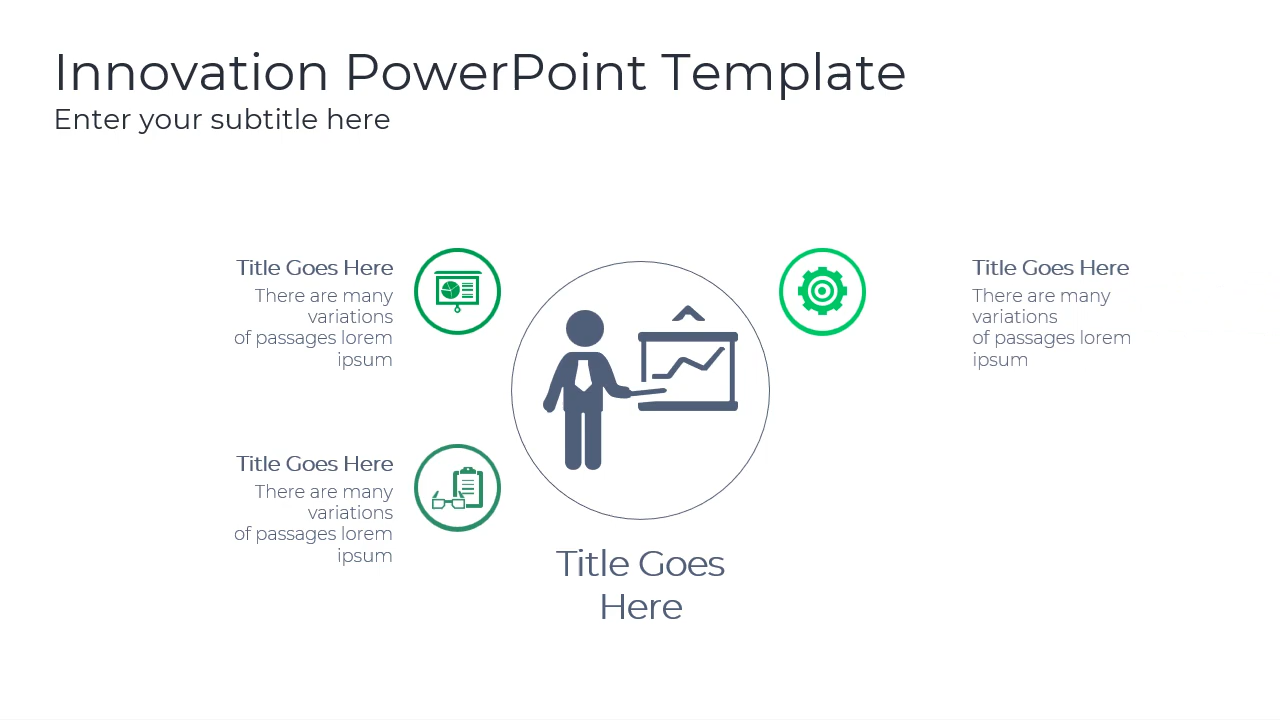 Innovation PowerPoint Template
Enter your subtitle here
Title Goes Here
There are many
variations
of passages lorem
ipsum
Title Goes Here
There are many
variations
of passages lorem
ipsum
Title Goes Here
There are many
variations
of passages lorem
ipsum
Title Goes
Here